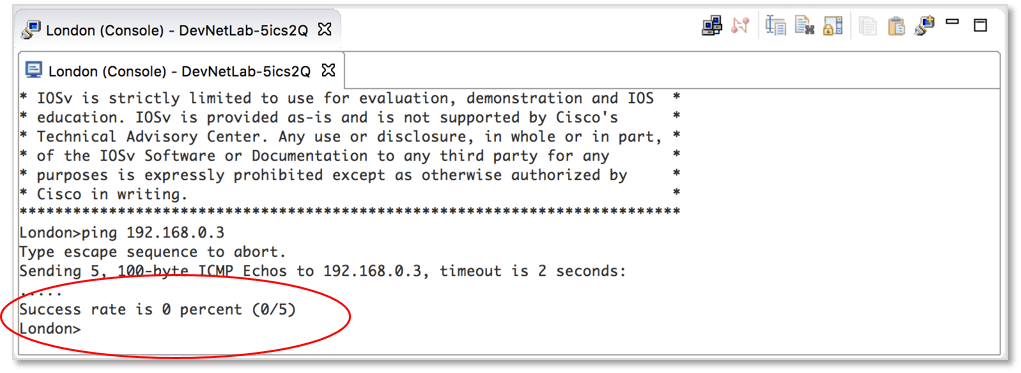 London (Console) - DevNetLab-5ics2Q
London (Console) - DevNetLab-5ics2Q
* IOSv is strictly limited to use for evaluation, demonstration and IOS  *
* education. IOSv is provided as-is and is not supported by Cisco's      *
* Technical Advisory Center. Any use or disclosure, in whole or in part, *
* of the IOSv Software or Documentation to any third party for any       *
* purposes is expressly prohibited except as otherwise authorized by     *
* Cisco in writing.                                                      *
**************************************************************************
London>ping 192.168.0.3
Type escape sequence to abort.
Sending 5, 100-byte ICMP Echos to 192.168.0.3, timeout is 2 seconds:
.....
Success rate is 0 percent (0/5)
London>